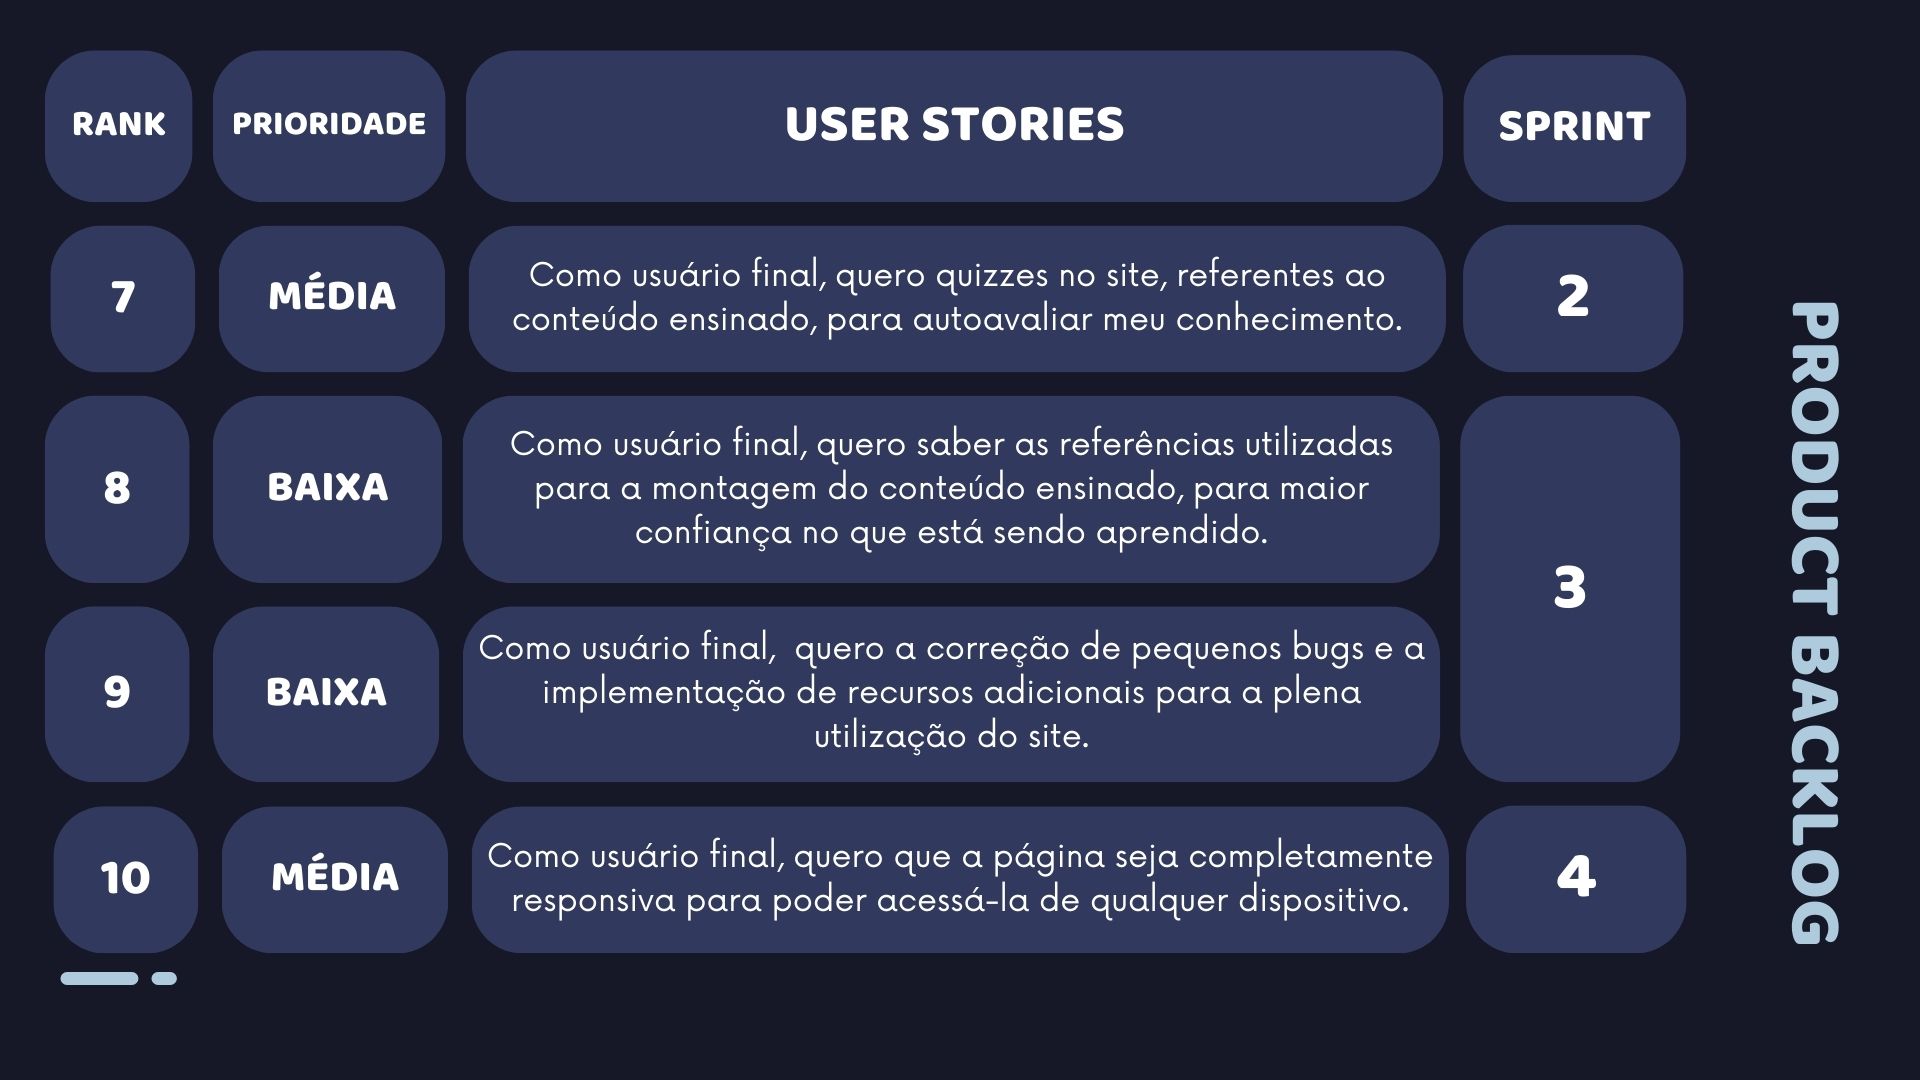 RANK
PRIORIDADE
USER STORIES
SPRINT
7
MÉDIA
Como usuário final, quero quizzes no site, referentes ao
conteúdo ensinado, para autoavaliar meu conhecimento.
2
8
BAIXA
Como usuário final, quero saber as referências utilizadas
para a montagem do conteúdo ensinado, para maior
confiança no que está sendo aprendido.
3
9
BAIXA
Como usuário final, quero a correção de pequenos bugs e a
implementação de recursos adicionais para a plena
utilização do site.
10
MÉDIA
Como usuário final, quero que a página seja completamente
responsiva para poder acessá-la de qualquer dispositivo.
4
PRODUCT BACKLOG